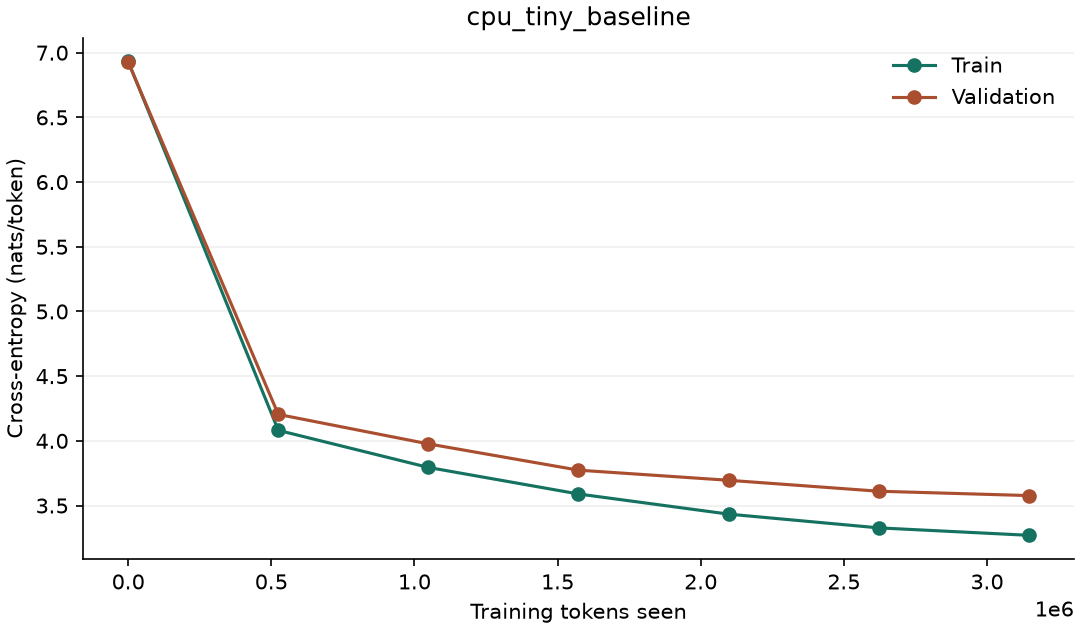 cpu_tiny_baseline
7.0
6.5
6.0
5.5
5.0
4.5
4.0
3.5
Cross-entropy (nats/token)
Train
Validation
0.0 0.5 1.0 1.5 2.0 2.5 3.0
1e6
Training tokens seen